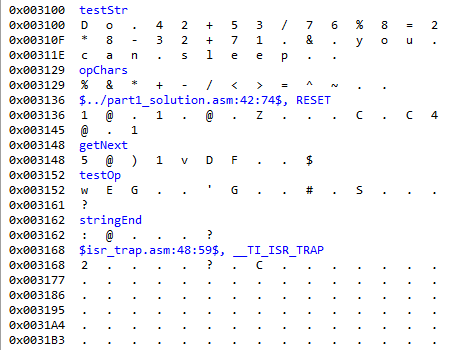 0x003100 testStr
0x003100 D o . 4 2 + 5 3 / 7 6 % 8 = 2
0x00310F * 8 - 3 2 + 7 1 . & . y o u .
0x00311E c a n . s l e e p . .
0x003129 opChars
0x003129 % & * + - / < > = ^ ~ . .
0x003136 $../part1_solution.asm:42:74$, RESET
0x003136 1 @ . 1 . @ . Z . . . C . C 4
0x003145 @ . 1
0x003148 getNext
0x003148 5 @ ) 1 v D F . . $
0x003152 testOp
0x003152 w E G . . ' G . . # . S . . .
0x003161 ?
0x003162 stringEnd
0x003162 : @ . . . ?
0x003168 $isr_trap.asm:48:59$, __TI_ISR_TRAP
0x003168 2 . . . . ? . C . . . . . . .
0x003177 . . . . . . . . . . . . . . .
0x003186 . . . . . . . . . . . . . . .
0x003195 . . . . . . . . . . . . . . .
0x0031A4 . . . . . . . . . . . . . . .
0x0031B3 . . . . . . . . . . . . . . .